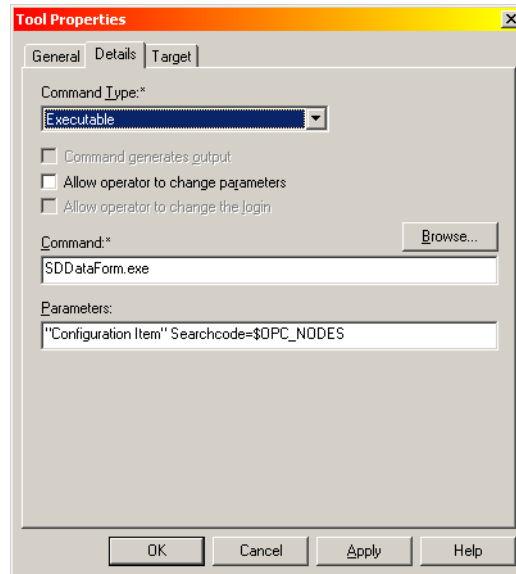 Tool Properties
General Details Target
Command Type:*
Executable
Command generates output
Allow operator to change parameters
Allow operator to change the login
Browse...
Command:*
SDDataForm.exe
Parameters:
"Configuration Item" Searchcode=$OPC_NODES
OK Cancel Apply Help